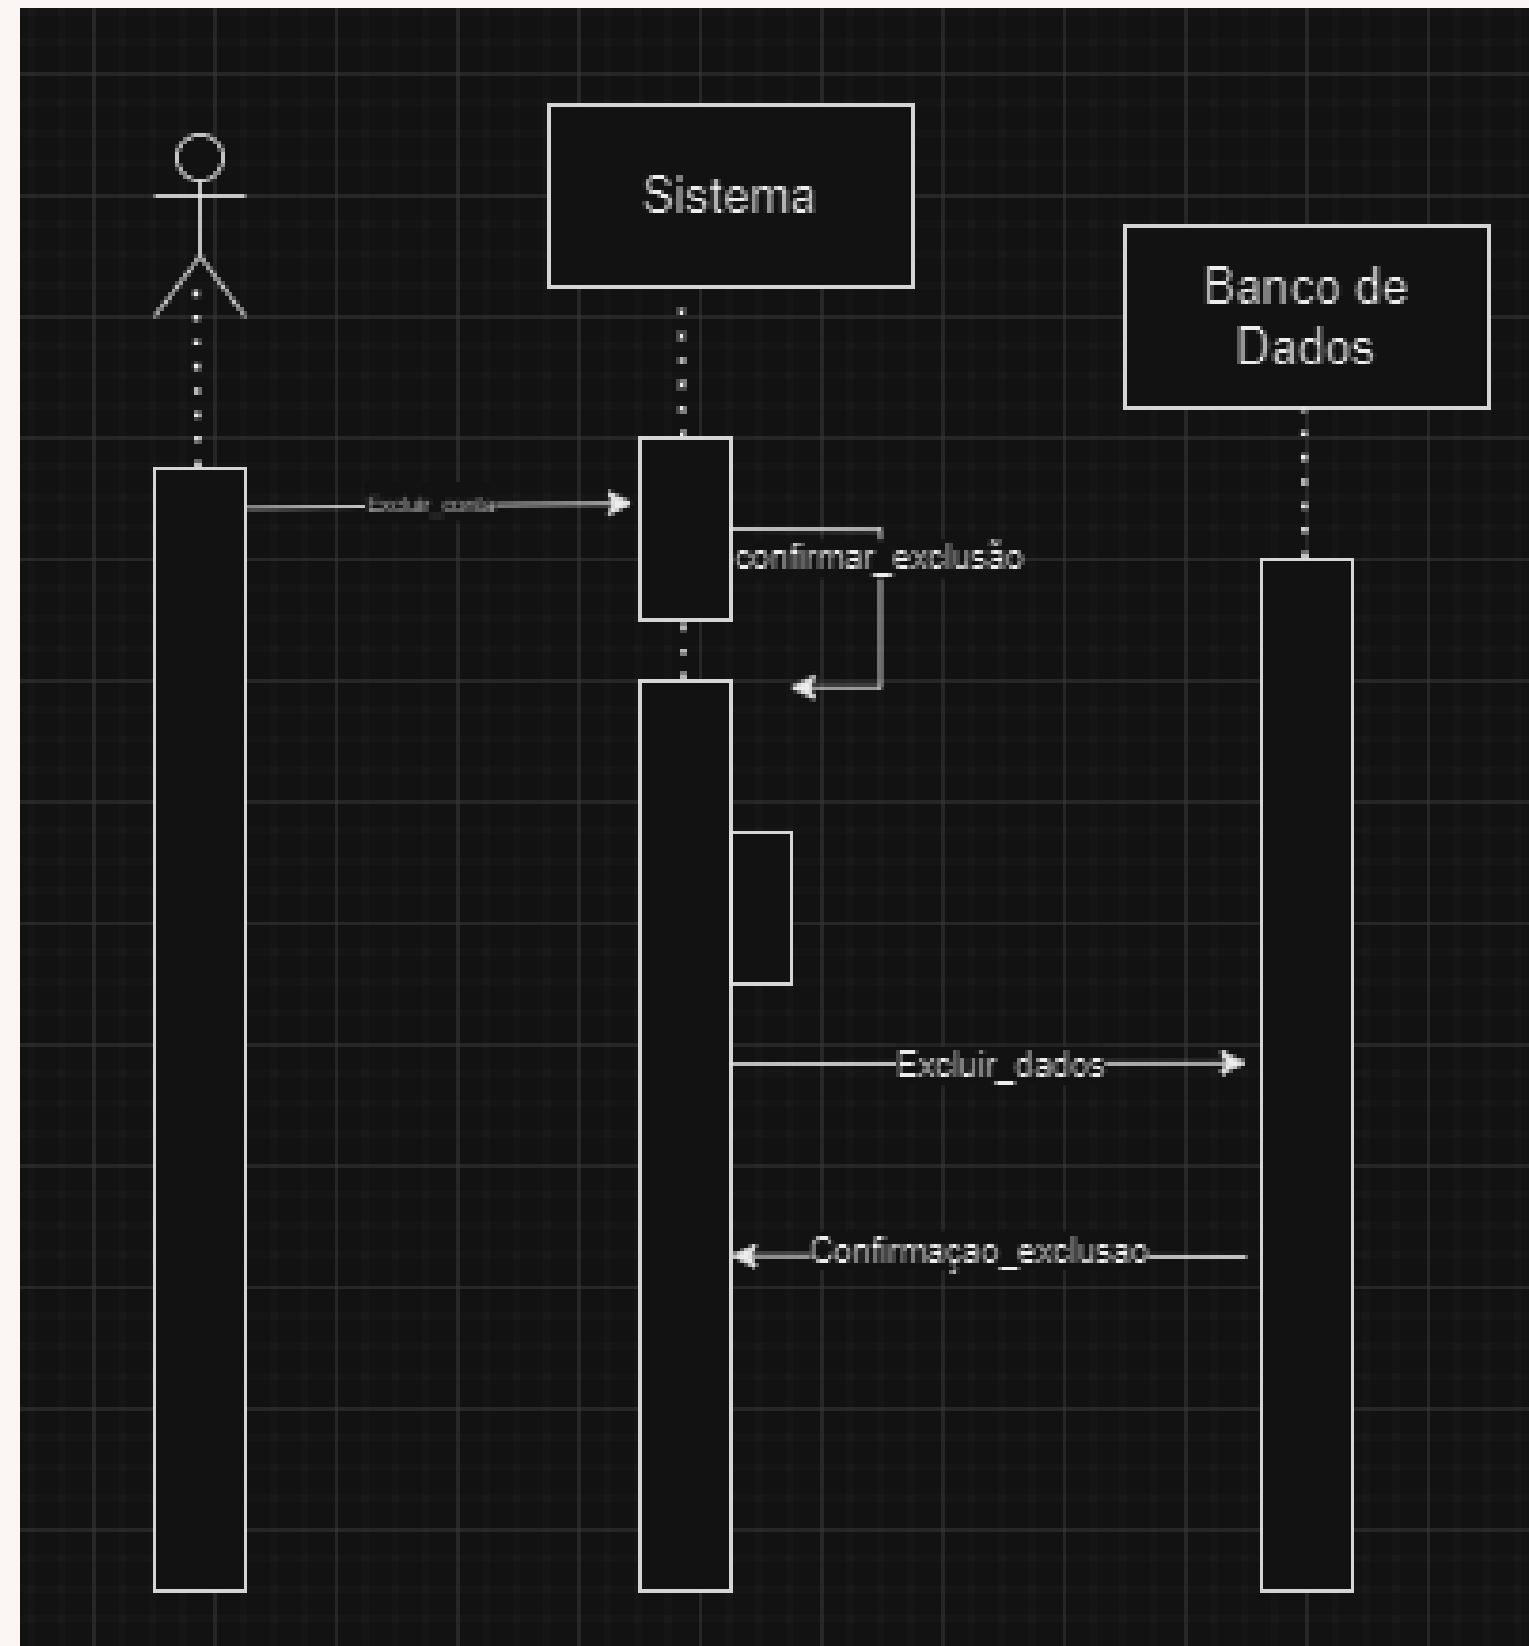 Sistema
Banco de
Dados
Excluir_conta
confirmar_exclusão
Excluir_dados
Confirmaçao_exclusao